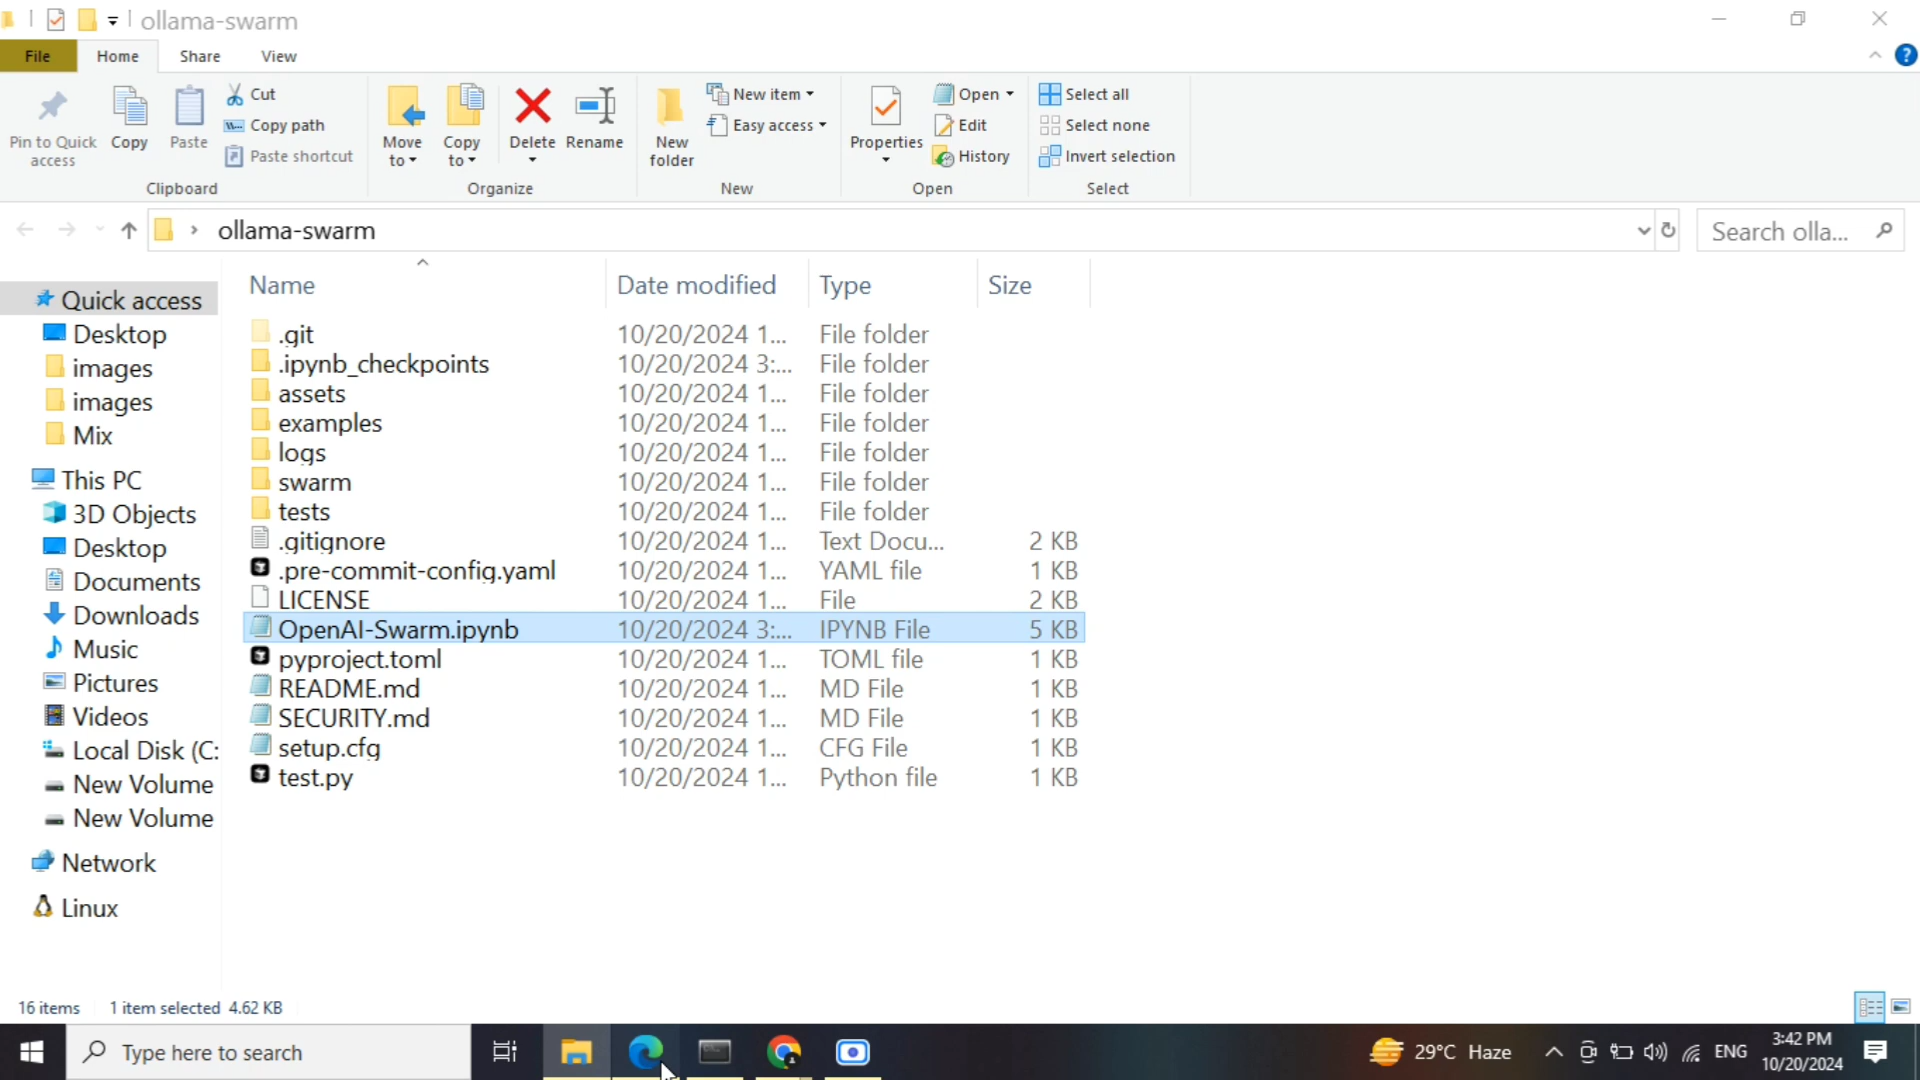 ollama-swarm
File Home Share View
Pin to Quick access
Copy
Paste
Cut
Copy path
Paste shortcut
Clipboard
Move to
Copy to
Delete
Rename
Organize
New folder
New item
Easy access
New
Properties
Open
Edit
History
Open
Select all
Select none
Invert selection
Select
ollama-swarm
Search olla...
Quick access
Desktop
images
images
Mix
This PC
3D Objects
Desktop
Documents
Downloads
Music
Pictures
Videos
Local Disk (C:
New Volume
New Volume
Network
Linux
Name Date modified Type Size
.git 10/20/2024 1... File folder
.ipynb_checkpoints 10/20/2024 3:... File folder
assets 10/20/2024 1... File folder
examples 10/20/2024 1... File folder
logs 10/20/2024 1... File folder
swarm 10/20/2024 1... File folder
tests 10/20/2024 1... File folder
.gitignore 10/20/2024 1... Text Docu... 2 KB
.pre-commit-config.yaml 10/20/2024 1... YAML file 1 KB
LICENSE 10/20/2024 1... File 2 KB
OpenAI-Swarm.ipynb 10/20/2024 3:... IPYNB File 5 KB
pyproject.toml 10/20/2024 1... TOML file 1 KB
README.md 10/20/2024 1... MD File 1 KB
SECURITY.md 10/20/2024 1... MD File 1 KB
setup.cfg 10/20/2024 1... CFG File 1 KB
test.py 10/20/2024 1... Python file 1 KB
16 items 1 item selected 4.62 KB
Type here to search
29°C Haze
ENG
3:42 PM
10/20/2024